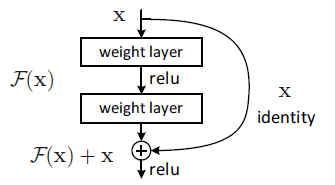 x
weight layer
F(x)
relu
x
weight layer
identity
F(x) + x
+
relu